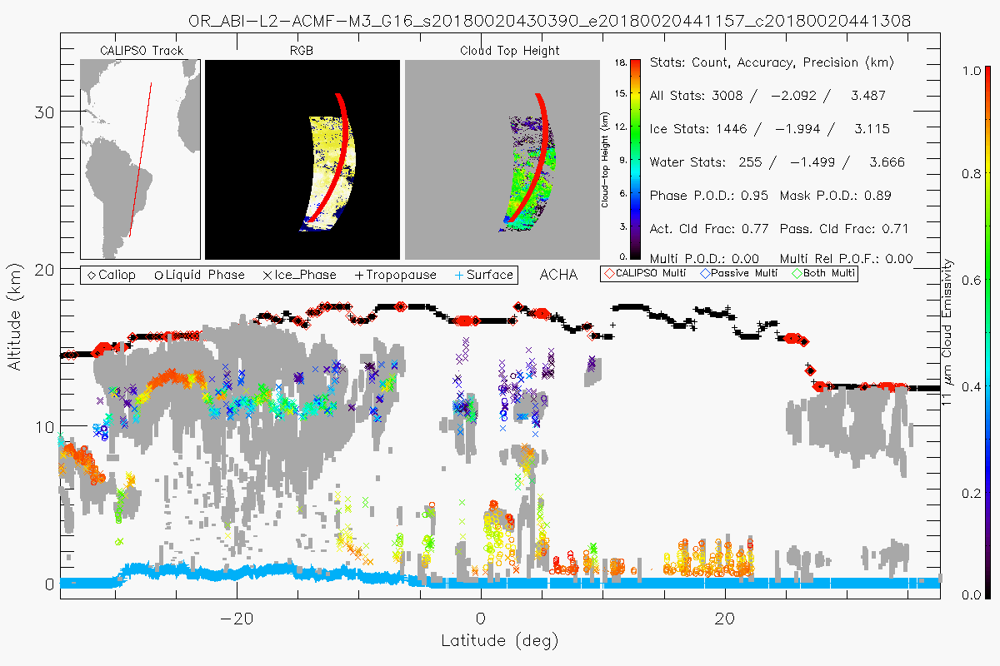 OR_ABI-L2-ACMF-M3_G16_s20180020430390_e20180020441157_c20180020441308
CALIPSO Track
RGB
Cloud Top Height
18.
15.
12.
9.
6.
3.
0.
Cloud-top Height (km)
Stats: Count, Accuracy, Precision (km)
All Stats: 3008 / -2.092 / 3.487
Ice Stats: 1446 / -1.994 / 3.115
Water Stats: 255 / -1.499 / 3.666
Phase P.O.D.: 0.95 Mask P.O.D.: 0.89
Act. Cld Frac: 0.77 Pass. Cld Frac: 0.71
Multi P.O.D.: 0.00 Multi Rel P.O.F.: 0.00
Caliop Liquid Phase Ice_Phase Tropopause Surface
ACHA
CALIPSO Multi Passive Multi Both Multi
30
20
10
0
Altitude (km)
-20
0
20
Latitude (deg)
1.0
0.8
0.6
0.4
0.2
0.0
11 μm Cloud Emissivity